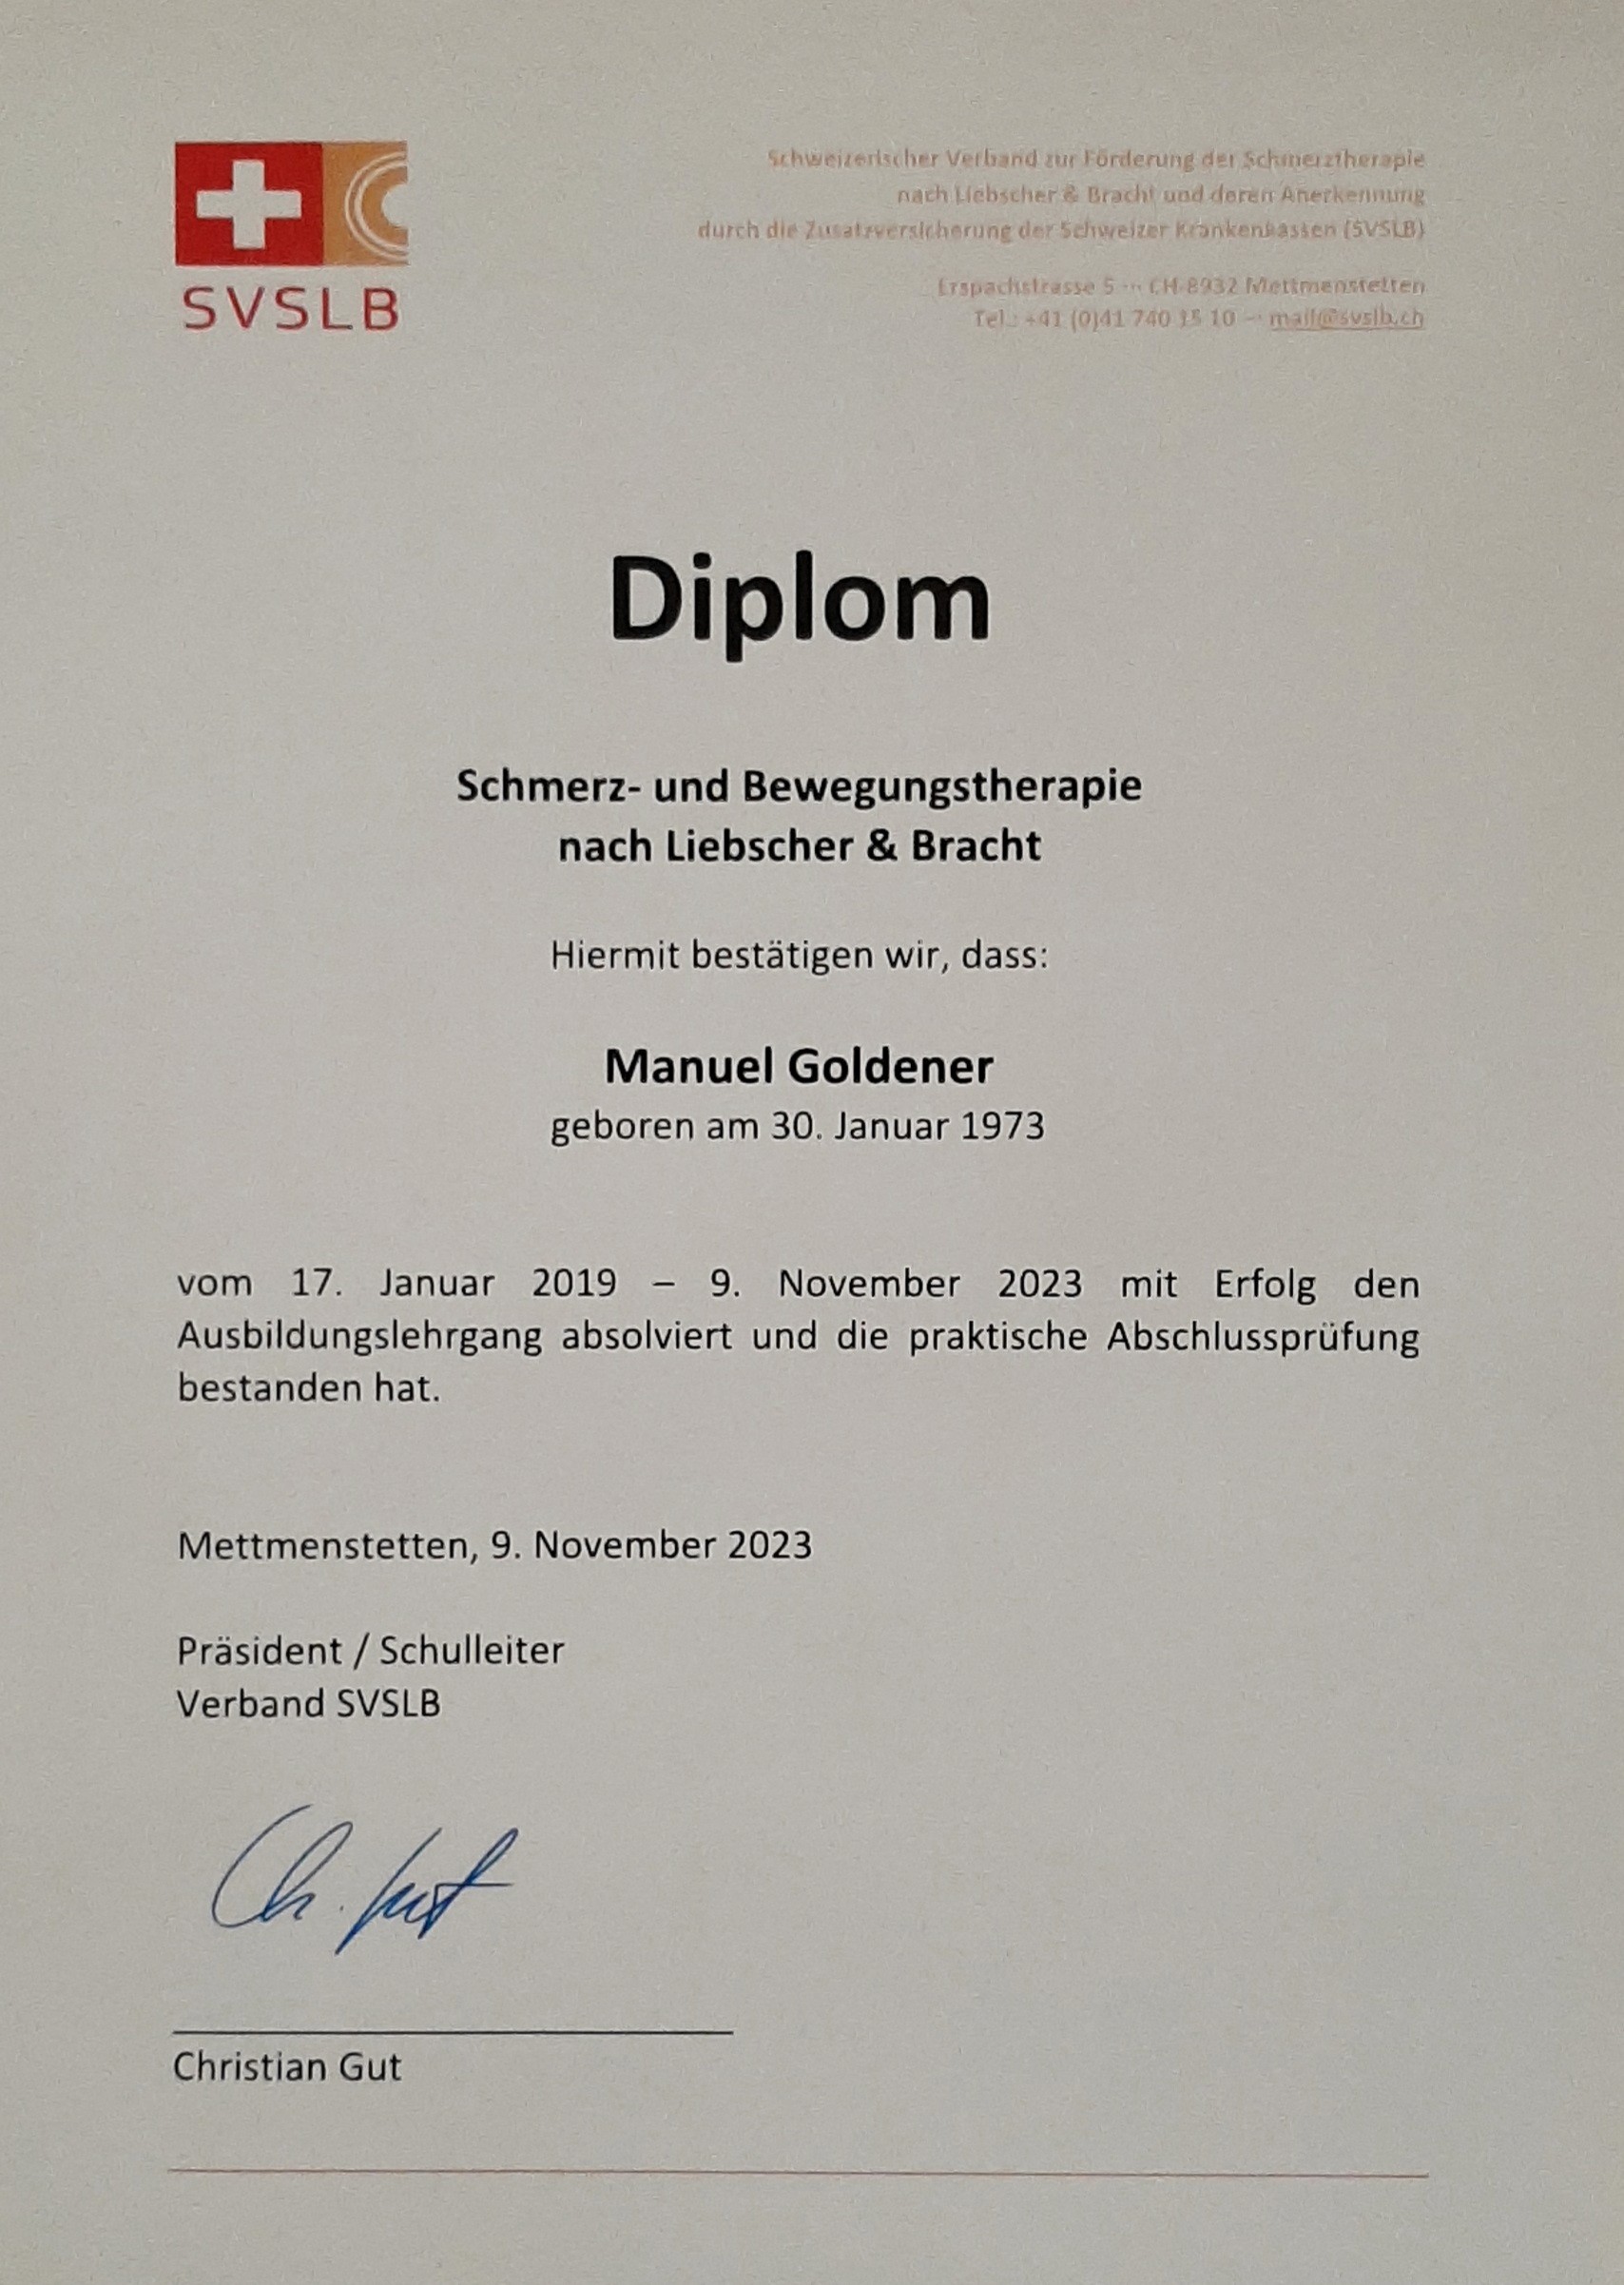 SVSLB
Schweizerischer Verband zur Förderung der Schmerztherapie
nach Liebscher & Bracht und deren Anerkennung
durch die Zusatzversicherung der Schweizer Krankenkassen (SVSLB)
Erspachstrasse 5 — CH-8932 Mettmenstetten
Tel.: +41 (0)41 740 15 10 — mail@svslb.ch
Diplom
Schmerz- und Bewegungstherapie
nach Liebscher & Bracht
Hiermit bestätigen wir, dass:
Manuel Goldener
geboren am 30. Januar 1973
vom 17. Januar 2019 – 9. November 2023 mit Erfolg den
Ausbildungslehrgang absolviert und die praktische Abschlussprüfung
bestanden hat.
Mettmenstetten, 9. November 2023
Präsident / Schulleiter
Verband SVSLB
Ch. Gut
Christian Gut